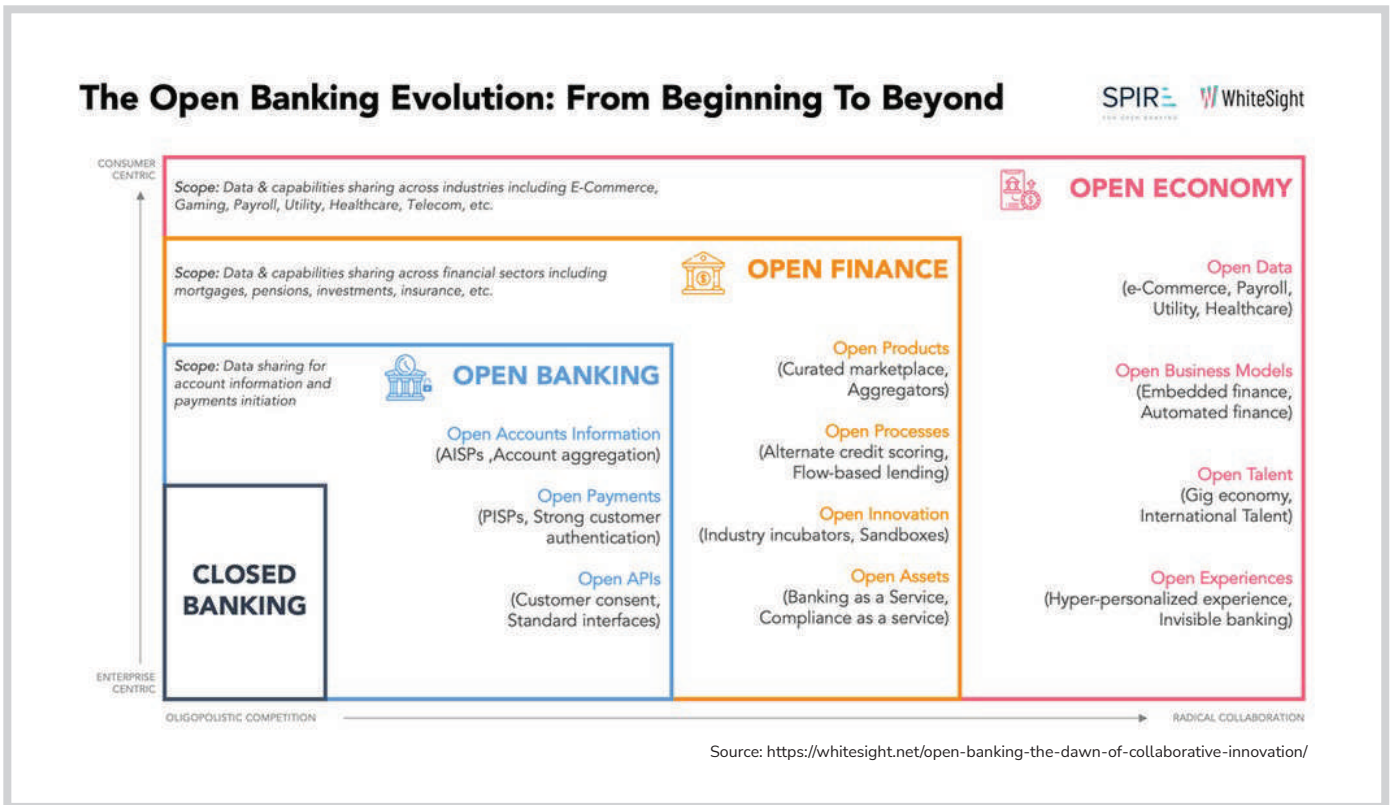 The Open Banking Evolution: From Beginning To Beyond
SPIRE
FOR OPEN BANKING
WhiteSight
CONSUMER
CENTRIC
Scope: Data & capabilities sharing across industries including E-Commerce,
Gaming, Payroll, Utility, Healthcare, Telecom, etc.
OPEN ECONOMY
Scope: Data & capabilities sharing across financial sectors including
mortgages, pensions, investments, insurance, etc.
OPEN FINANCE
Scope: Data sharing for
account information and
payments initiation
OPEN BANKING
Open Accounts Information
(AISPs ,Account aggregation)
Open Payments
(PISPs, Strong customer
authentication)
Open APIs
(Customer consent,
Standard interfaces)
CLOSED
BANKING
Open Products
(Curated marketplace,
Aggregators)
Open Processes
(Alternate credit scoring,
Flow-based lending)
Open Innovation
(Industry incubators, Sandboxes)
Open Assets
(Banking as a Service,
Compliance as a service)
Open Data
(e-Commerce, Payroll,
Utility, Healthcare)
Open Business Models
(Embedded finance,
Automated finance)
Open Talent
(Gig economy,
International Talent)
Open Experiences
(Hyper-personalized experience,
Invisible banking)
ENTERPRISE
CENTRIC
OLIGOPOLISTIC COMPETITION
RADICAL COLLABORATION
Source: https://whitesight.net/open-banking-the-dawn-of-collaborative-innovation/